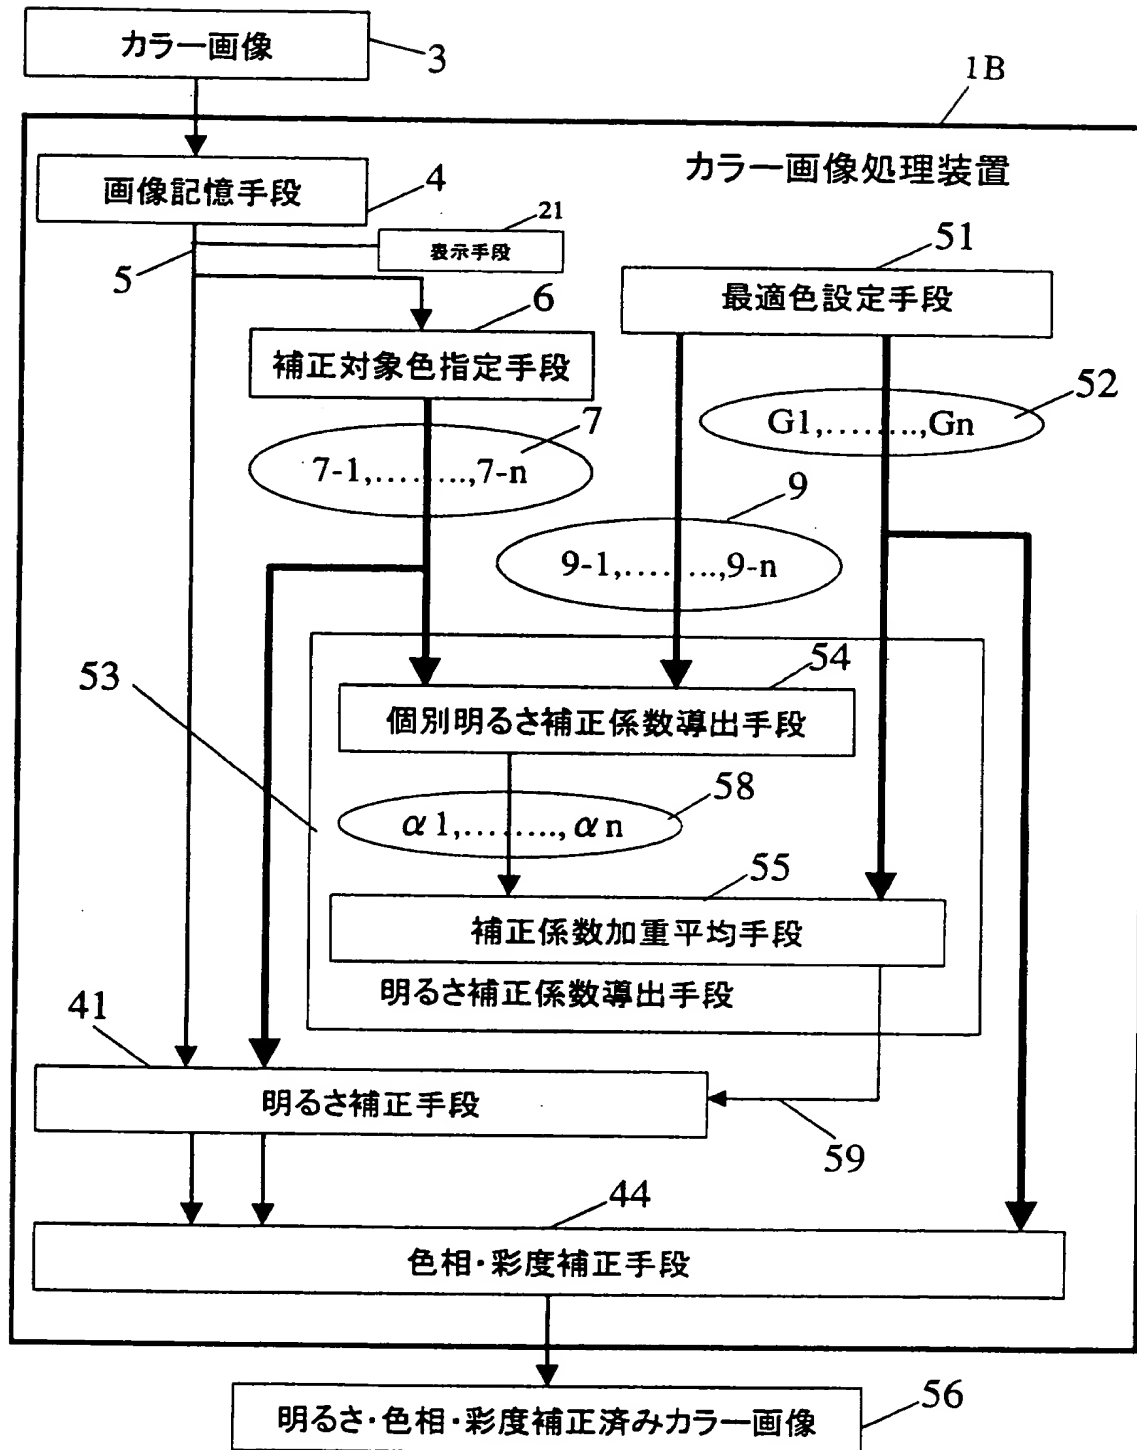 カラー画像
3
1B
カラー画像処理装置
画像記憶手段
4
21
表示手段
5
51
最適色設定手段
6
補正対象色指定手段
52
G1,........,Gn
7
7-1,........,7-n
9
9-1,........,9-n
53
54
個別明るさ補正係数導出手段
58
α1,........,αn
55
補正係数加重平均手段
明るさ補正係数導出手段
41
明るさ補正手段
59
44
色相・彩度補正手段
56
明るさ・色相・彩度補正済みカラー画像